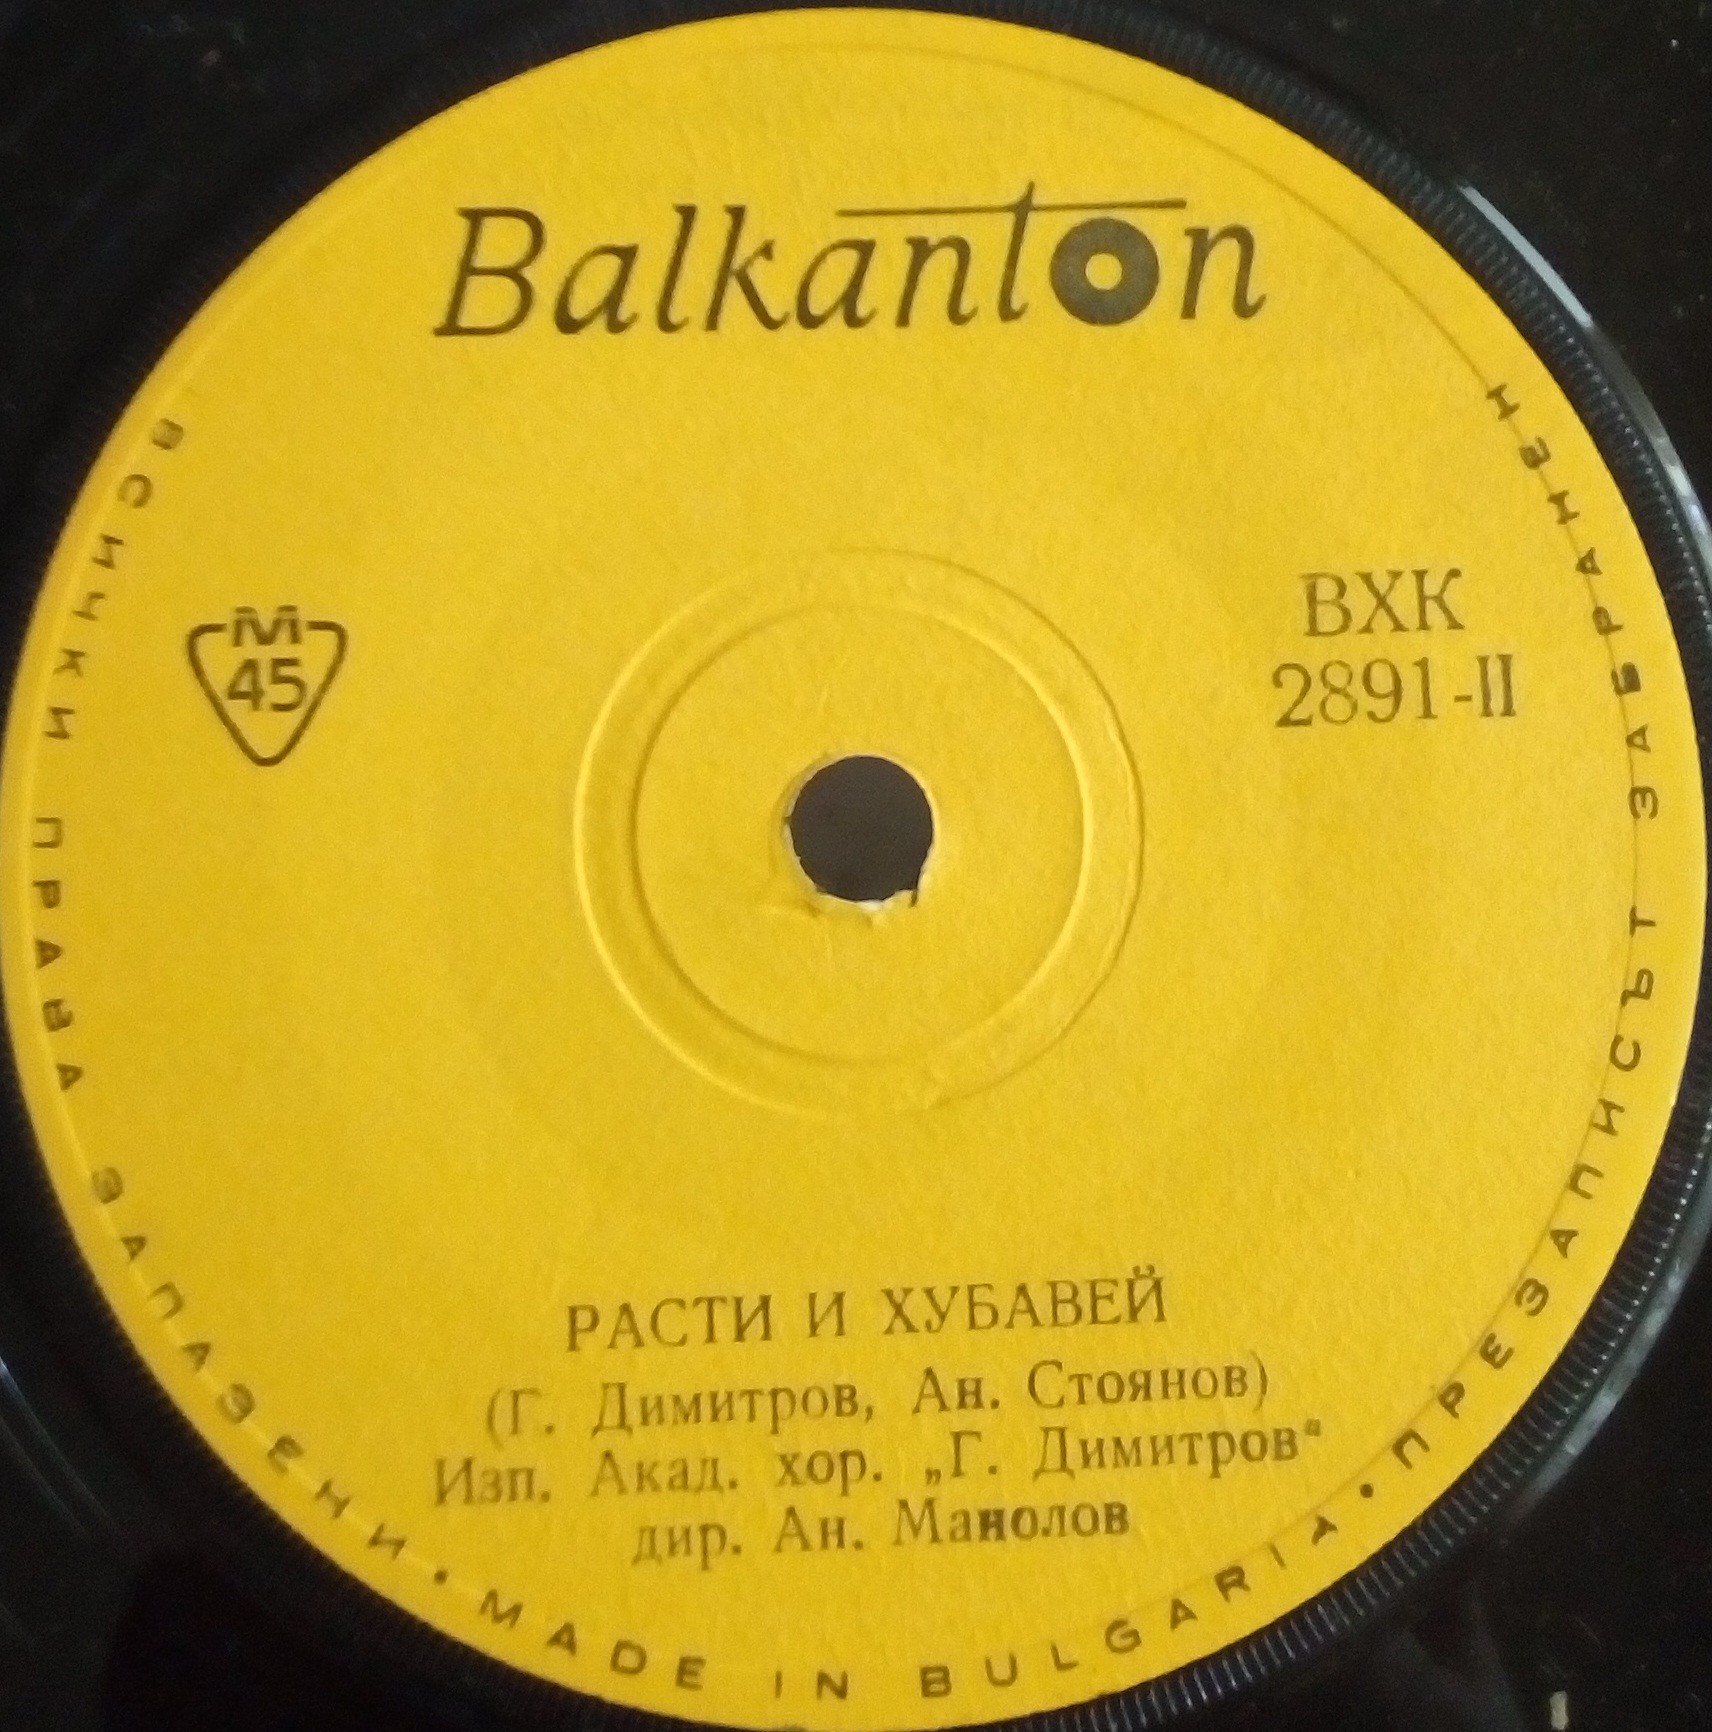 Balkanton
M
45
ВХК
2891-II
РАСТИ И ХУБАВЕЙ
(Г. Димитров, Ан. Стоянов)
Изп. Акад. хор. „Г. Димитров“
дир. Ан. Манолов
ВСИЧКИ ПРАВА ЗАПАЗЕНИ • MADE IN BULGARIA • ПРЕЗАПИСЪТ ЗАБРАНЕН